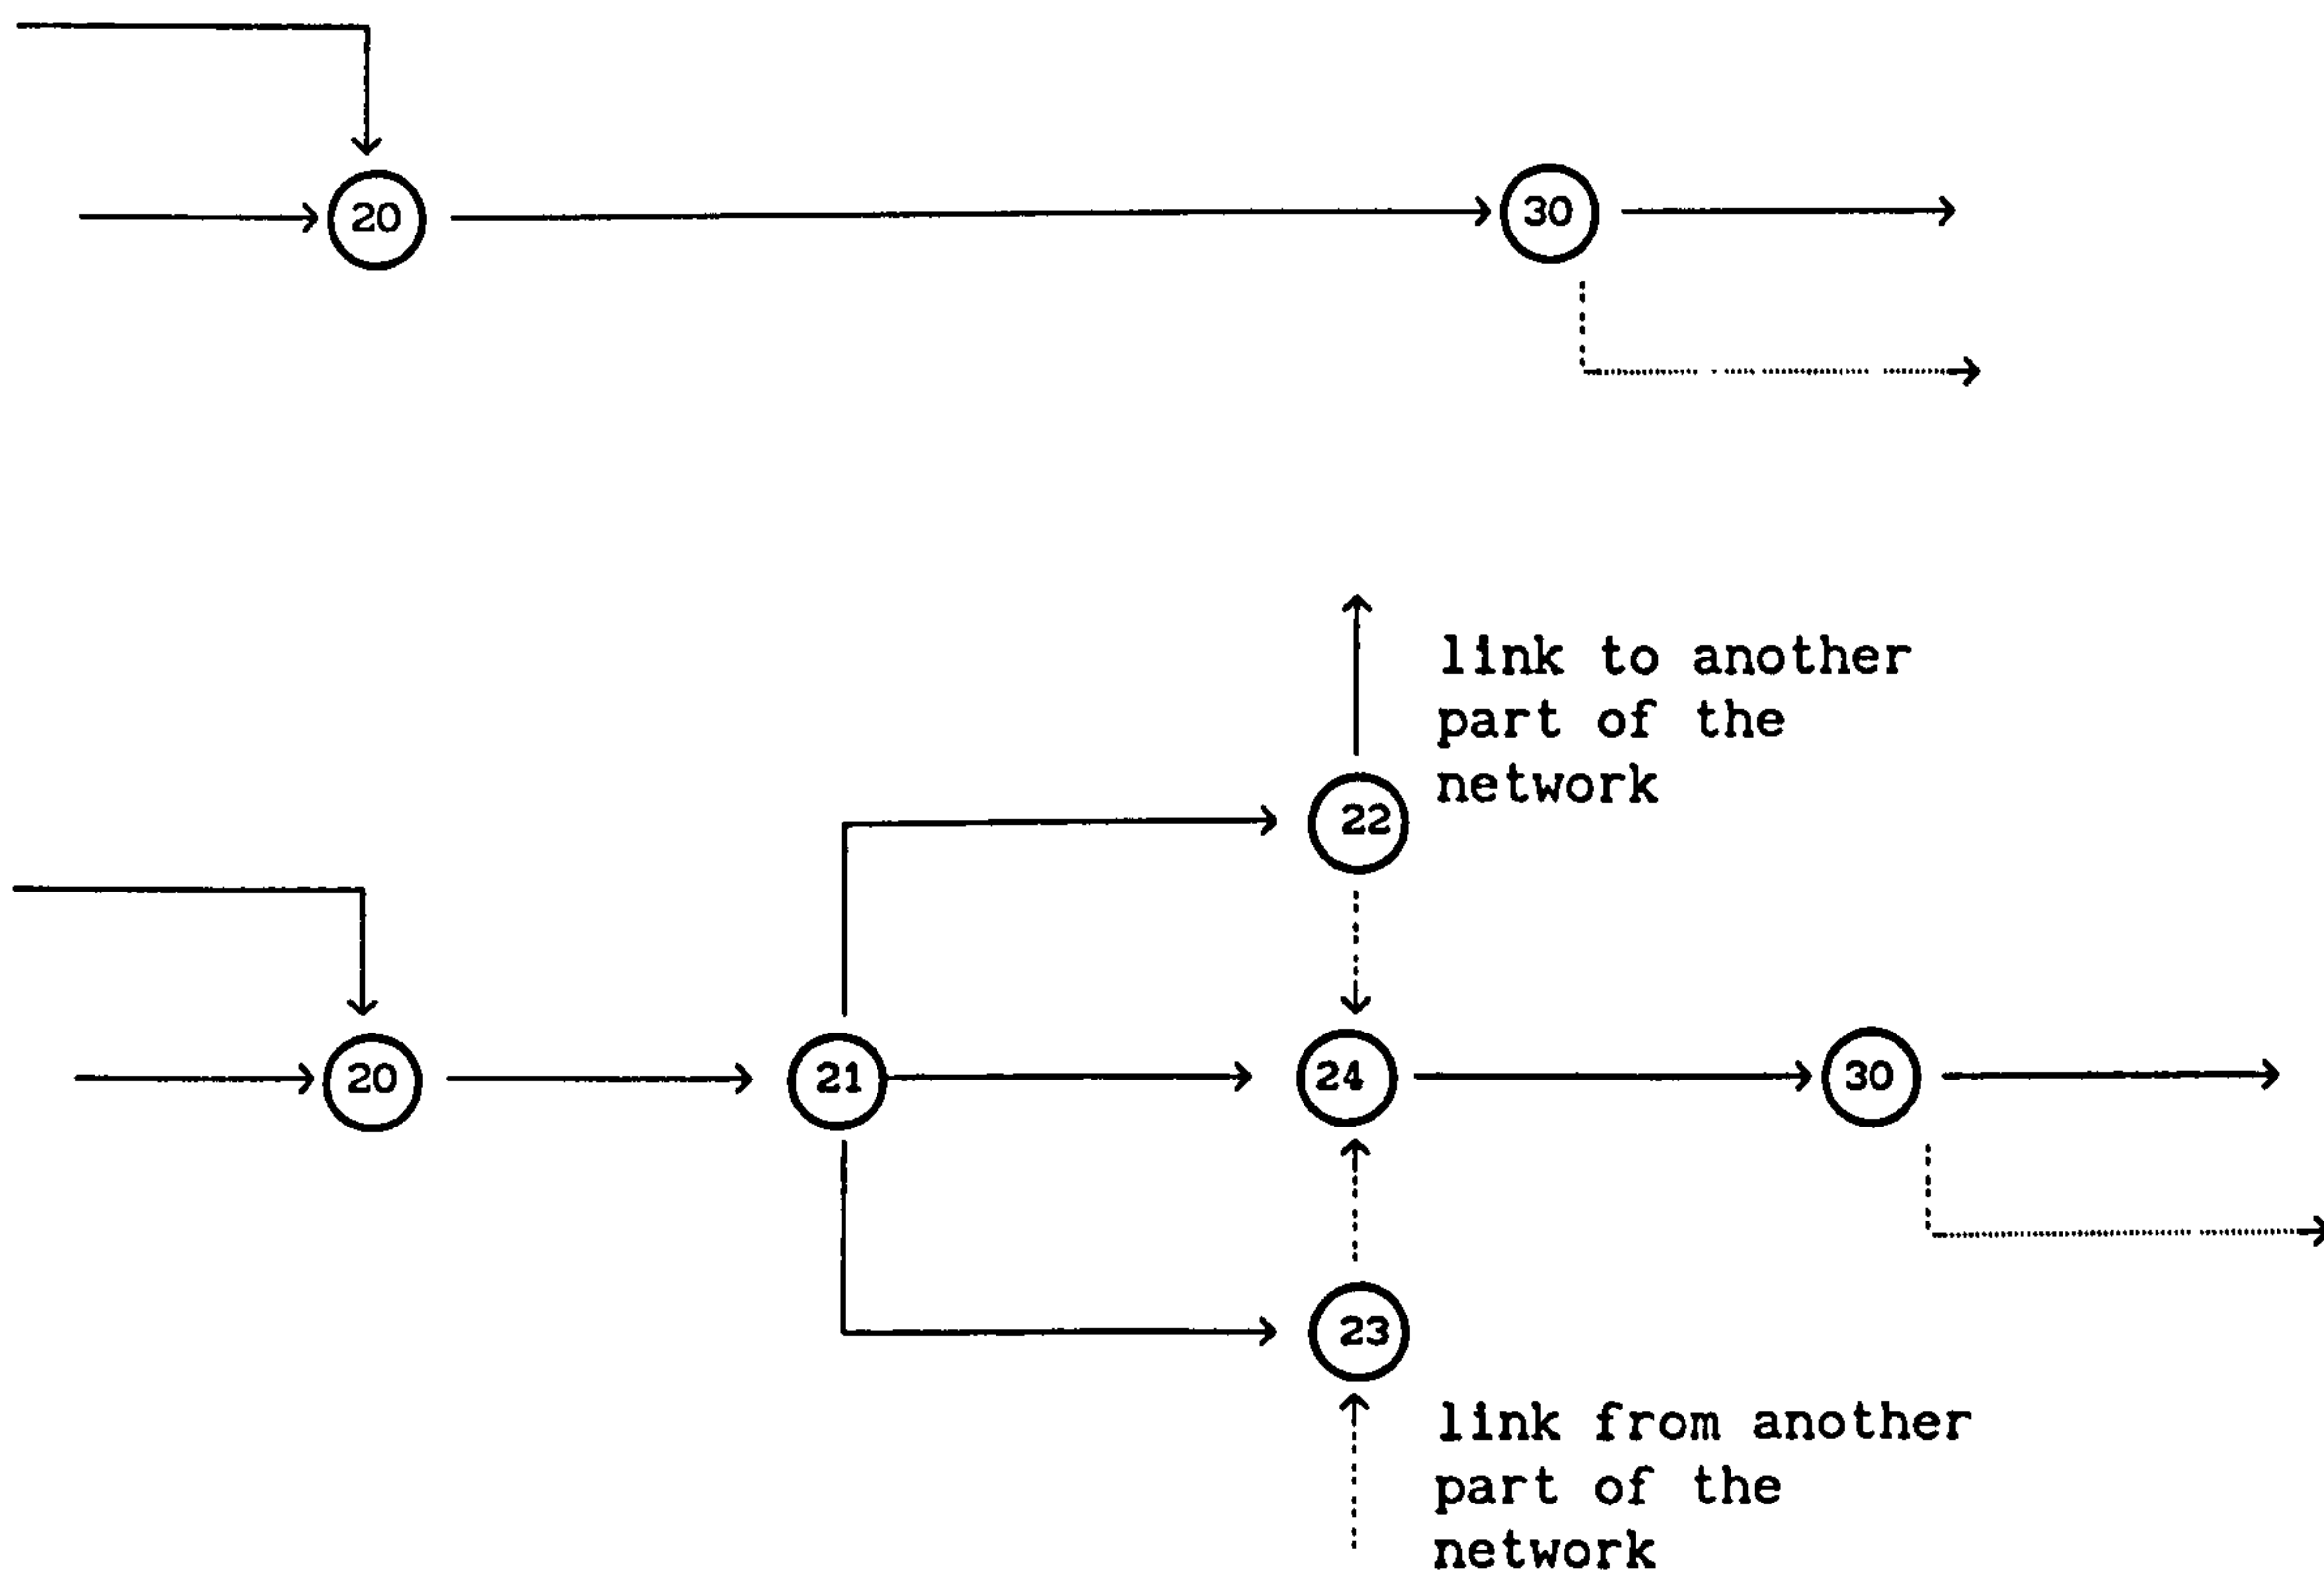 20
30
link to another
part of the
network
22
20
21
24
30
23
link from another
part of the
network